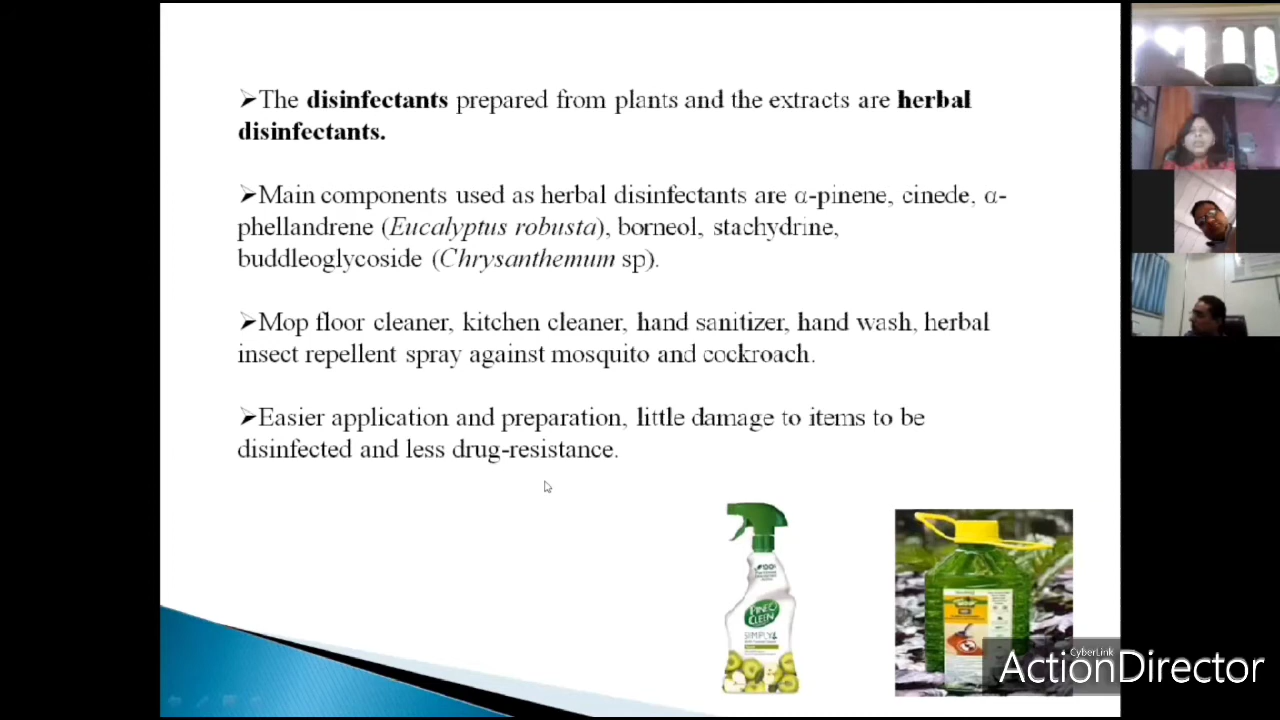 ➢The disinfectants prepared from plants and the extracts are herbal
disinfectants.
➢Main components used as herbal disinfectants are α-pinene, cinede, α-
phellandrene (Eucalyptus robusta), borneol, stachydrine,
buddleoglycoside (Chrysanthemum sp).
➢Mop floor cleaner, kitchen cleaner, hand sanitizer, hand wash, herbal
insect repellent spray against mosquito and cockroach.
➢Easier application and preparation, little damage to items to be
disinfected and less drug-resistance.
PINE O
CLEEN
SIMPLY
CyberLink
ActionDirector